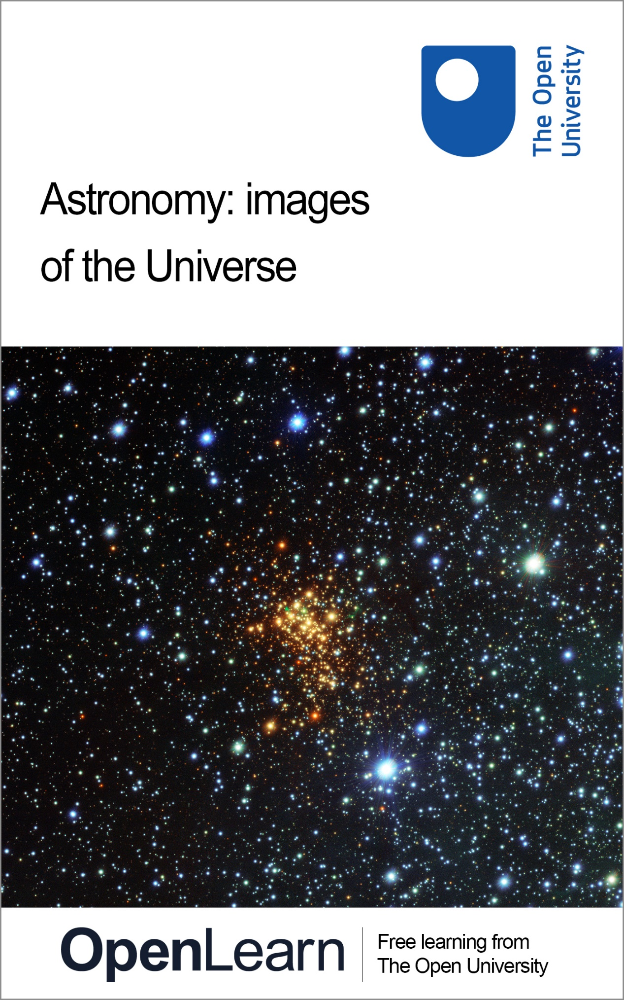 The Open
University
Astronomy: images
of the Universe
OpenLearn
Free learning from
The Open University